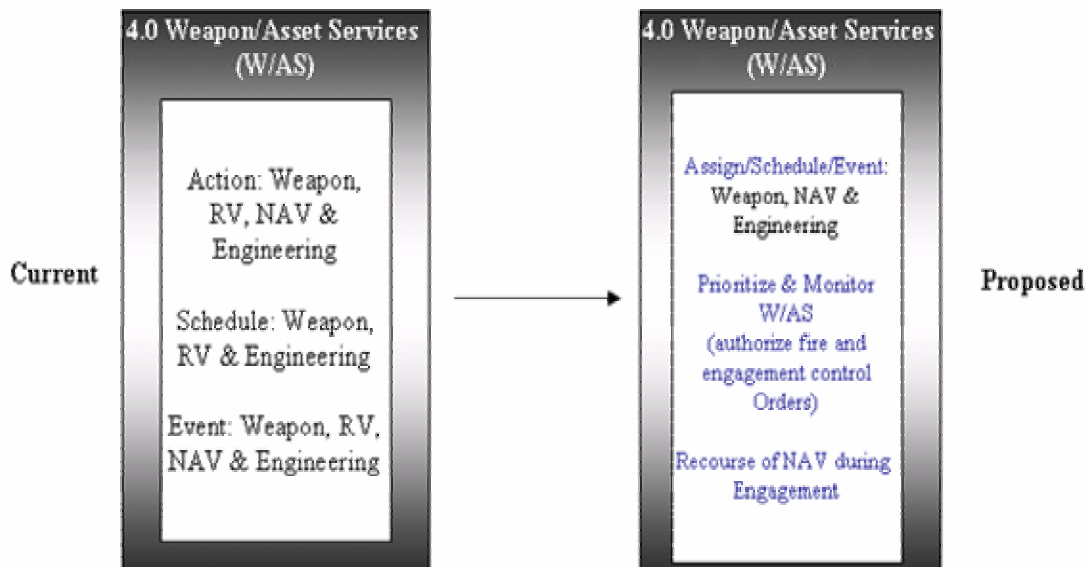 4.0 Weapon/Asset Services
(W/AS)
Action: Weapon,
RV, NAV &
Engineering
Schedule: Weapon,
RV & Engineering
Event: Weapon, RV,
NAV & Engineering
Current
4.0 Weapon/Asset Services
(W/AS)
Assign/Schedule/Event:
Weapon, NAV &
Engineering
Prioritize & Monitor
W/AS
(authorize fire and
engagement control
Orders)
Recourse of NAV during
Engagement
Proposed